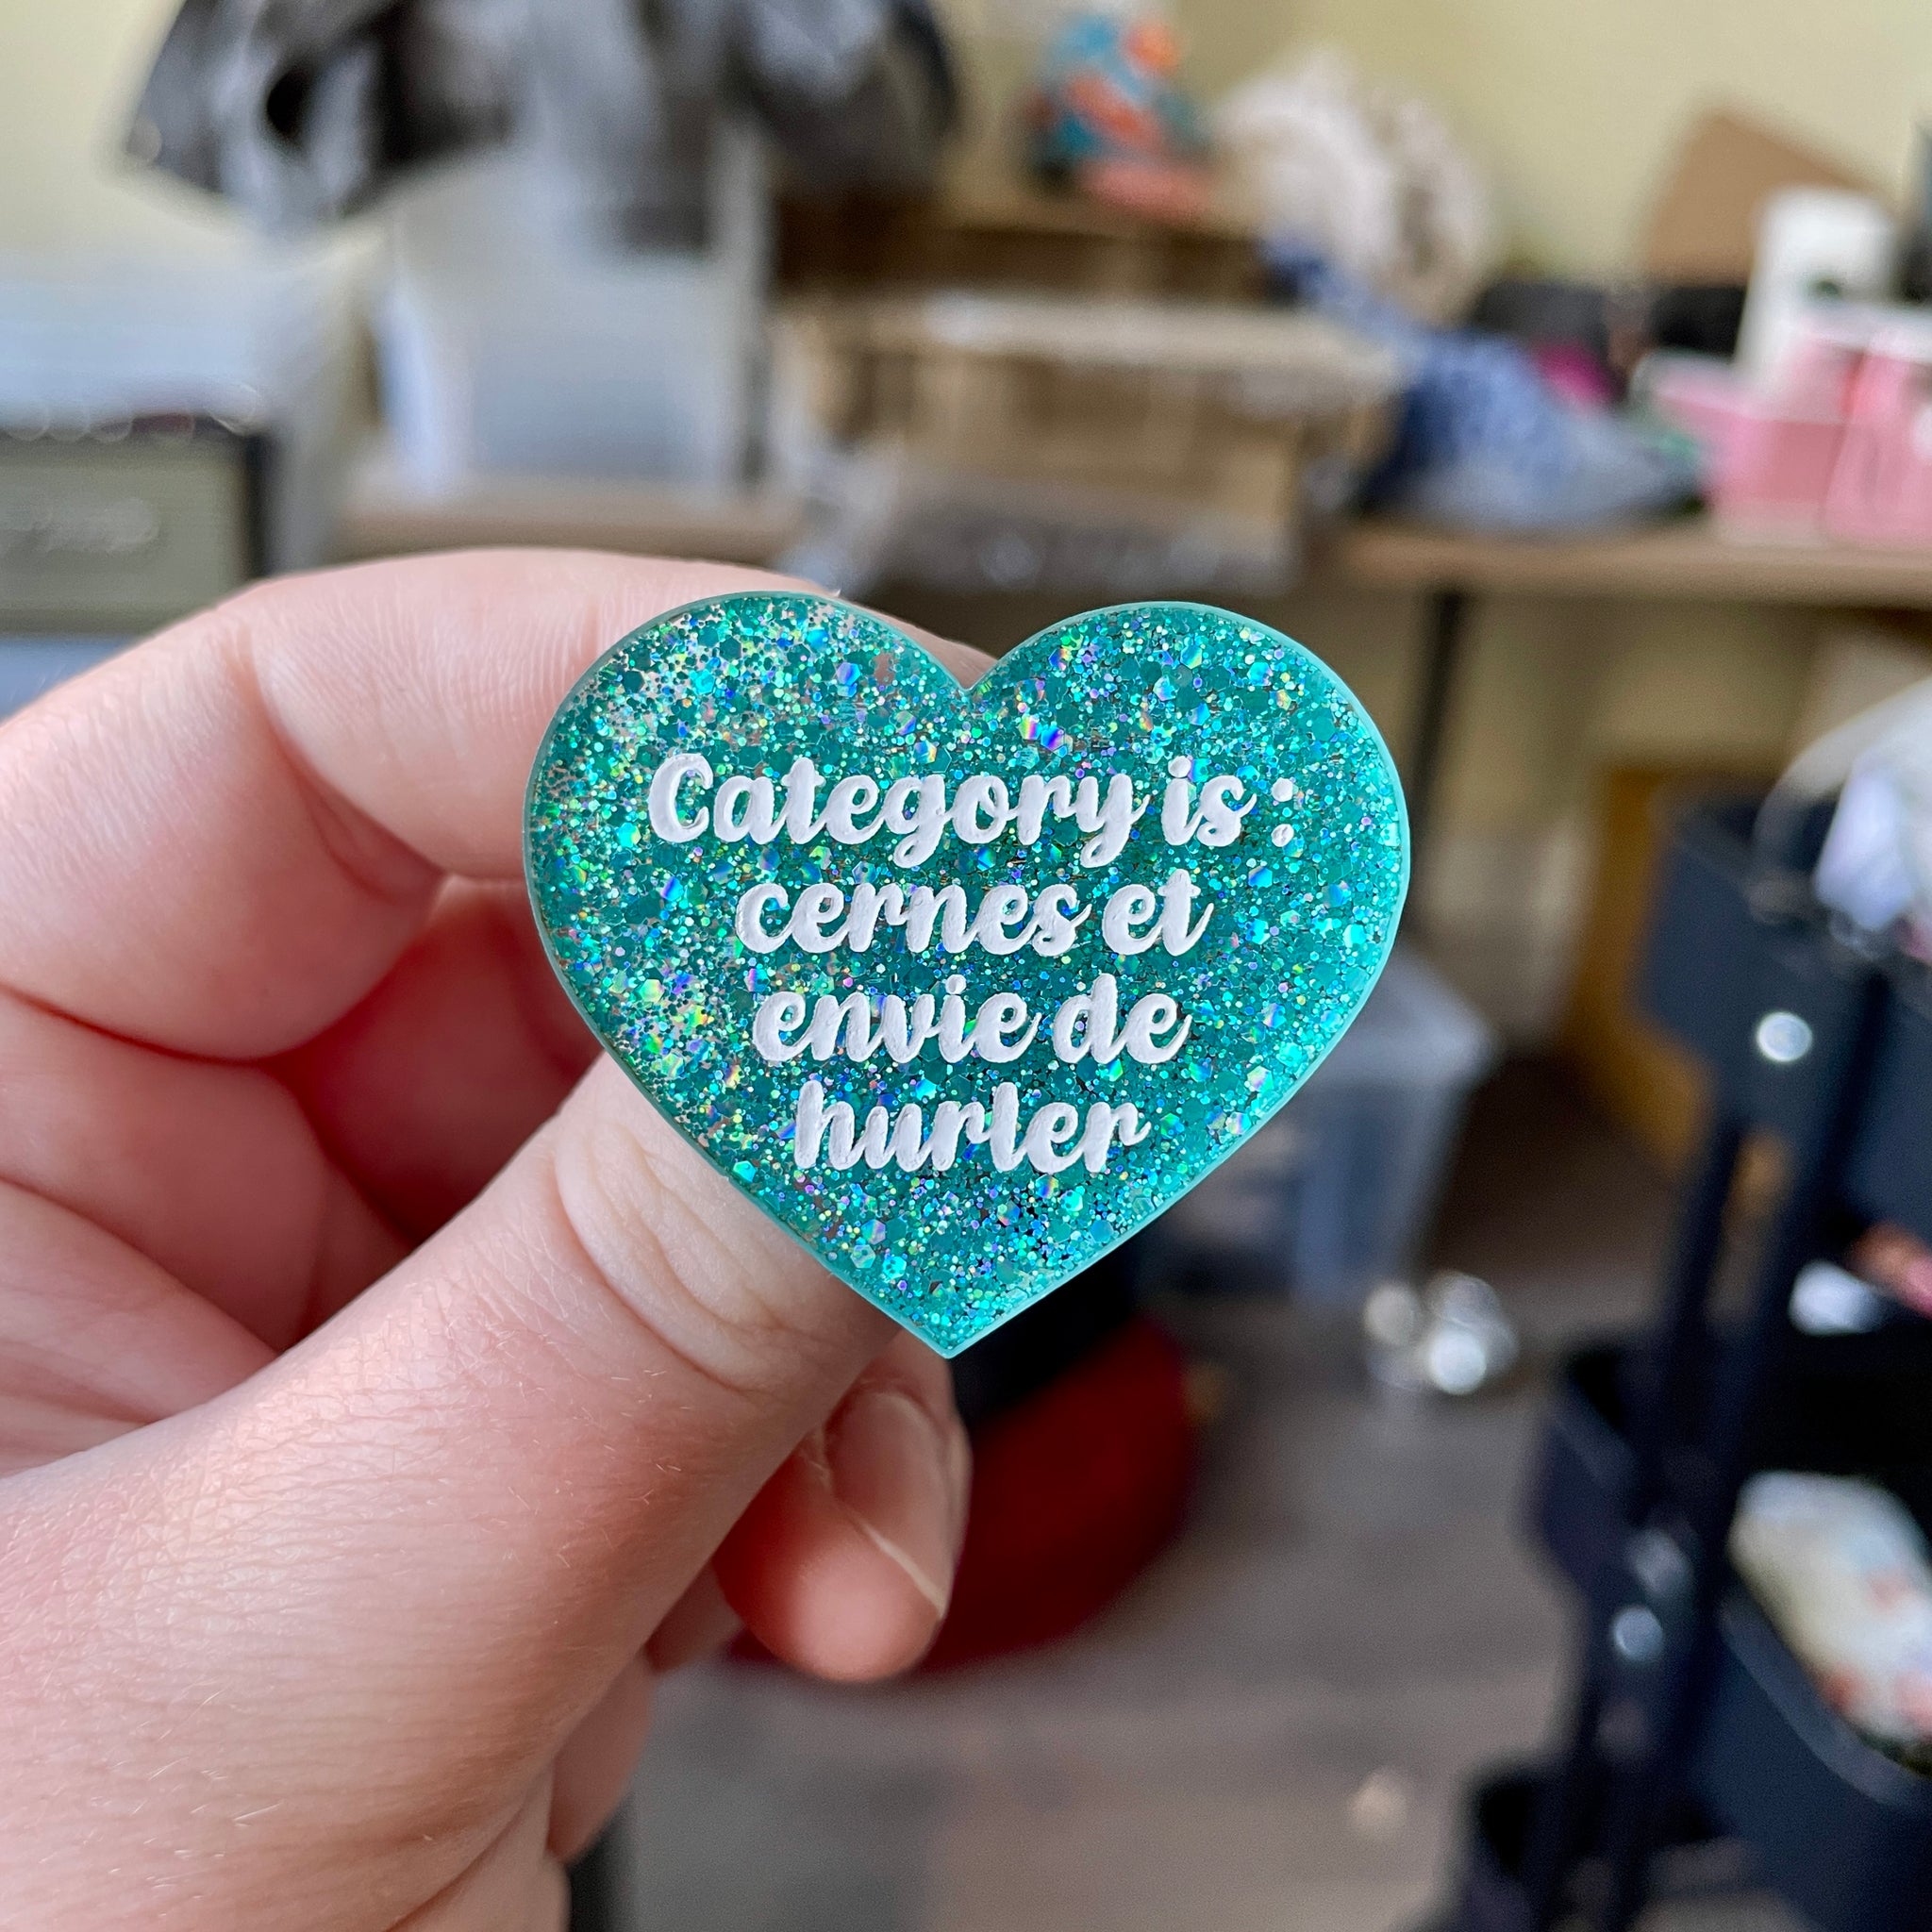 Category is :
cernes et
envie de
hurler